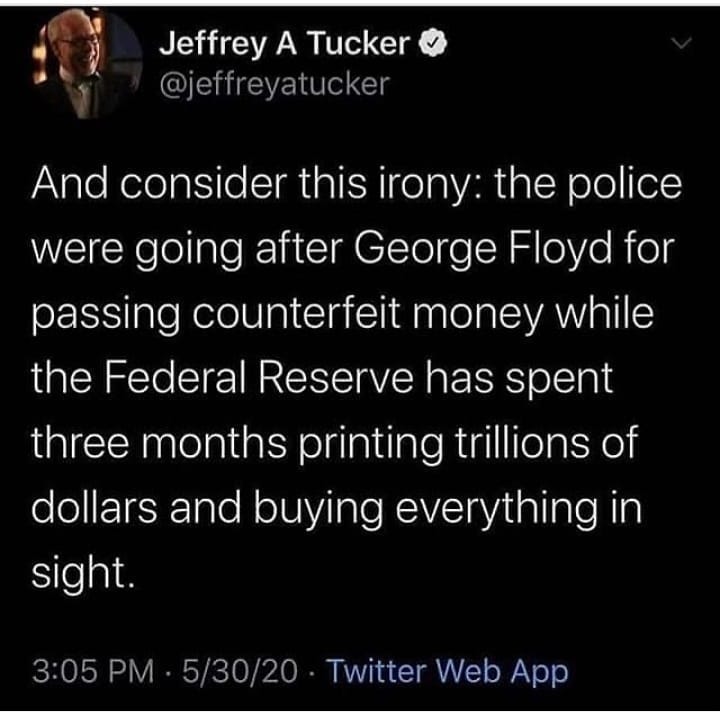 Jeffrey A Tucker
@jeffreyatucker
And consider this irony: the police
were going after George Floyd for
passing counterfeit money while
the Federal Reserve has spent
three months printing trillions of
dollars and buying everything in
sight.
3:05 PM · 5/30/20 · Twitter Web App